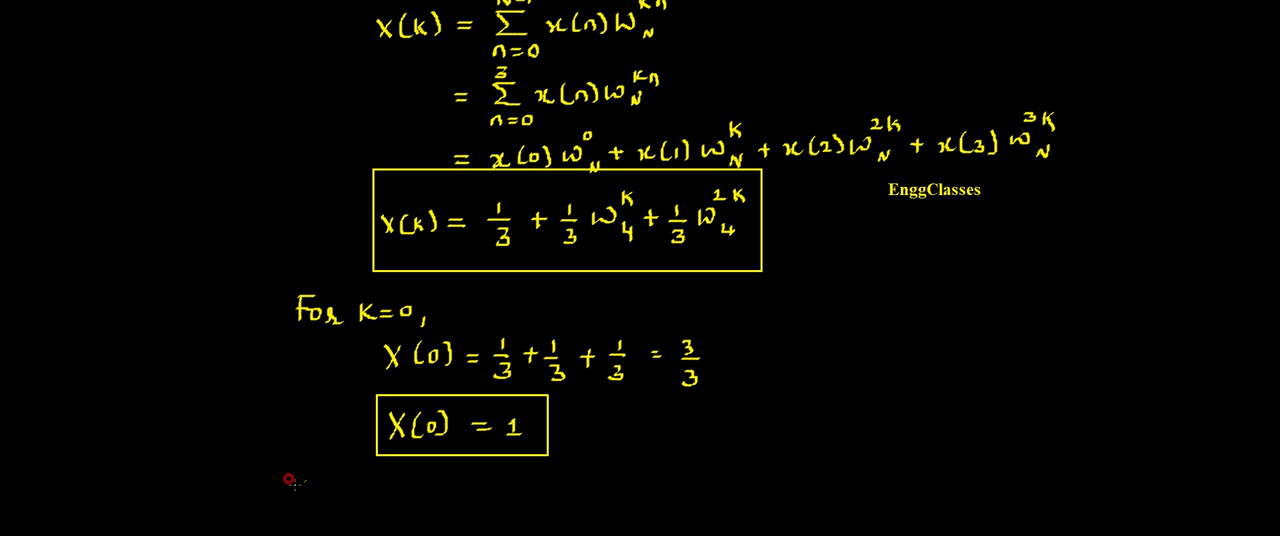 X(k) = Σ x(n) W_N^{kn}
n=0
3
= Σ x(n) W_N^{kn}
n=0
= x(0) W_N^0 + x(1) W_N^k + x(2) W_N^{2k} + x(3) W_N^{3k}
EnggClasses
X(k) = 1/3 + 1/3 W_4^k + 1/3 W_4^{2k}
For k=0,
X(0) = 1/3 + 1/3 + 1/3 = 3/3
X(0) = 1